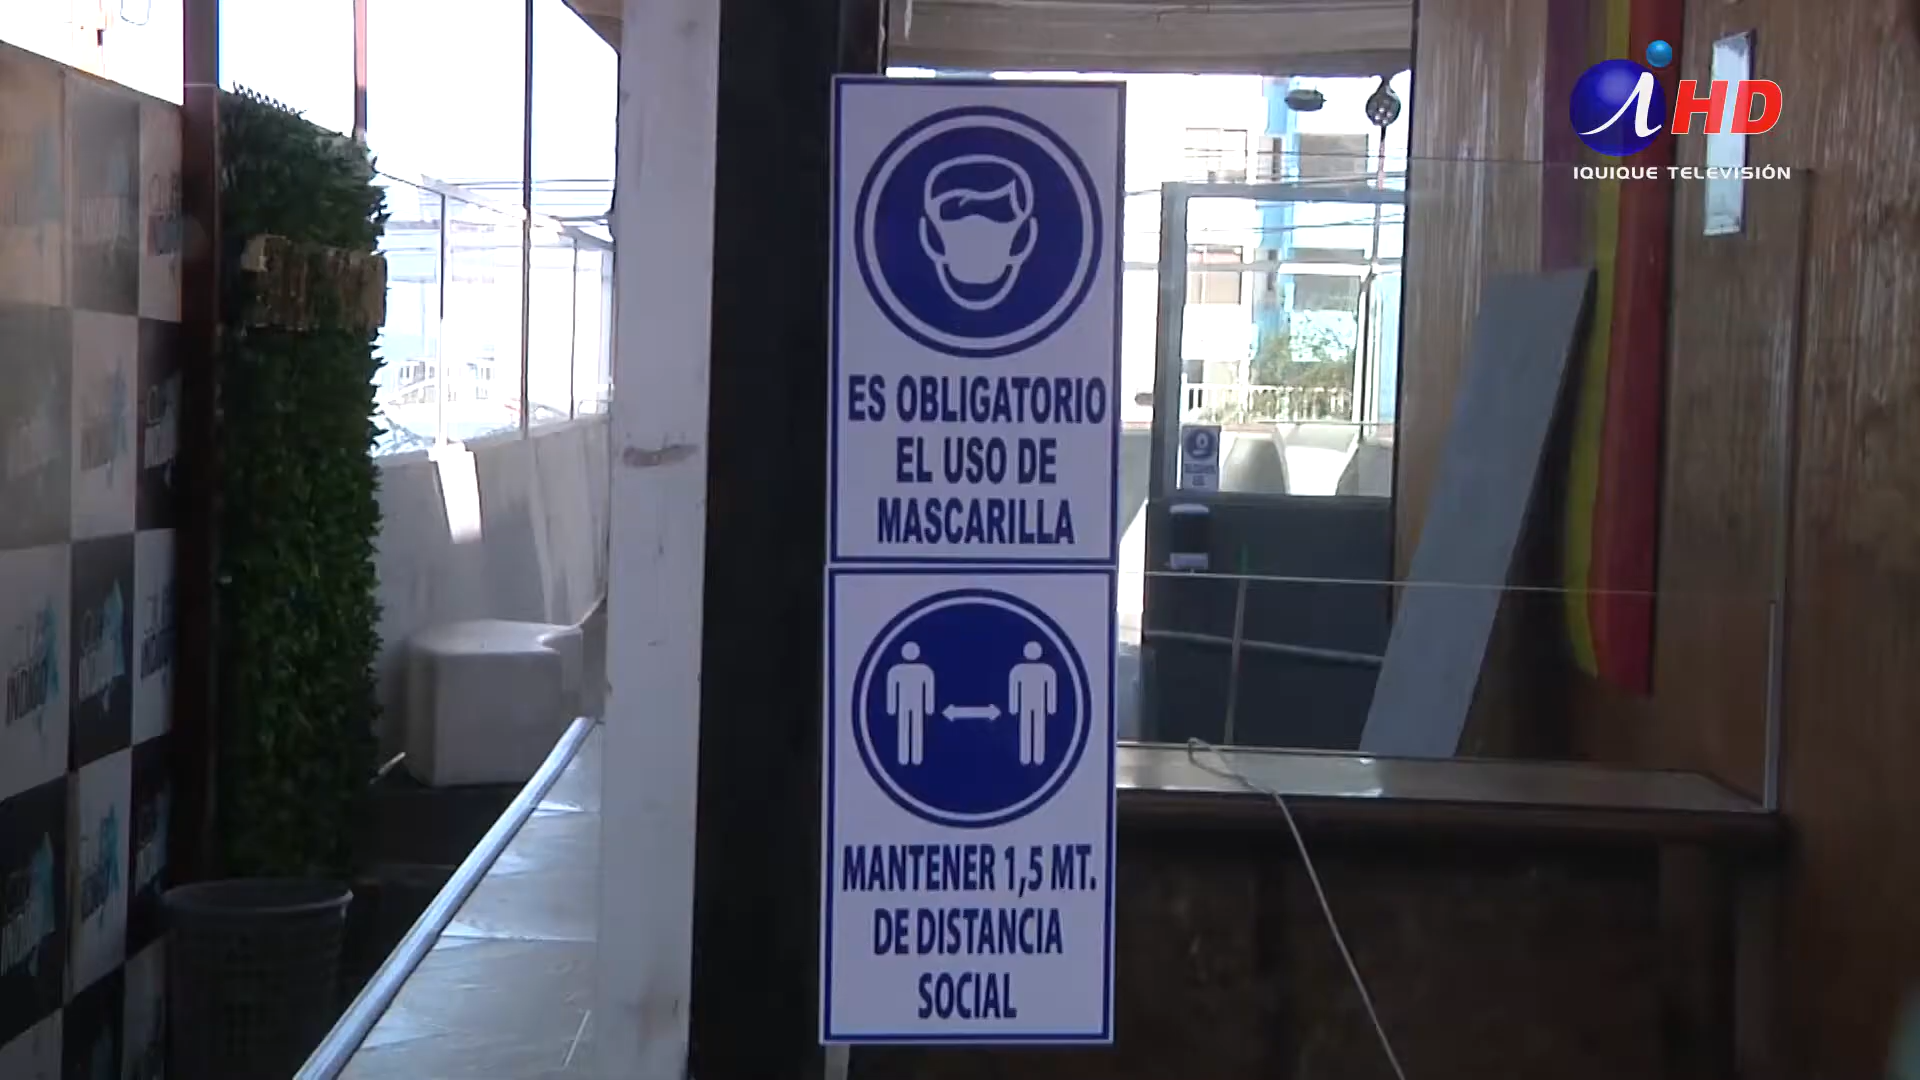 HD
IQUIQUE TELEVISIÓN
ES OBLIGATORIO
EL USO DE
MASCARILLA
MANTENER 1,5 MT.
DE DISTANCIA
SOCIAL